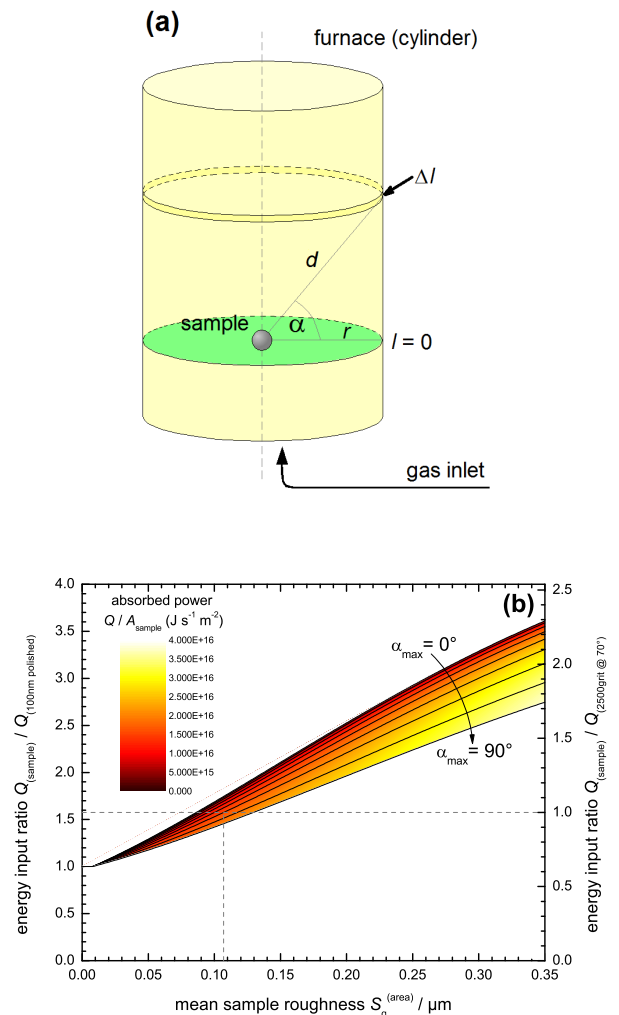 (a)
furnace (cylinder)
Δl
d
sample
α
r
l = 0
gas inlet
(b)
absorbed power
Q / A_sample (J s⁻¹ m⁻²)
4.000E+16
3.500E+16
3.000E+16
2.500E+16
2.000E+16
1.500E+16
1.000E+16
5.000E+15
0.000
α_max = 0°
α_max = 90°
energy input ratio Q_(sample) / Q_(100nm polished)
4.0
3.5
3.0
2.5
2.0
1.5
1.0
0.5
0.0
2.5
2.0
1.5
1.0
0.5
0.0
energy input ratio Q_(sample) / Q_(2500grit @ 70°)
0.00 0.05 0.10 0.15 0.20 0.25 0.30 0.35
mean sample roughness S_q^(area) / µm